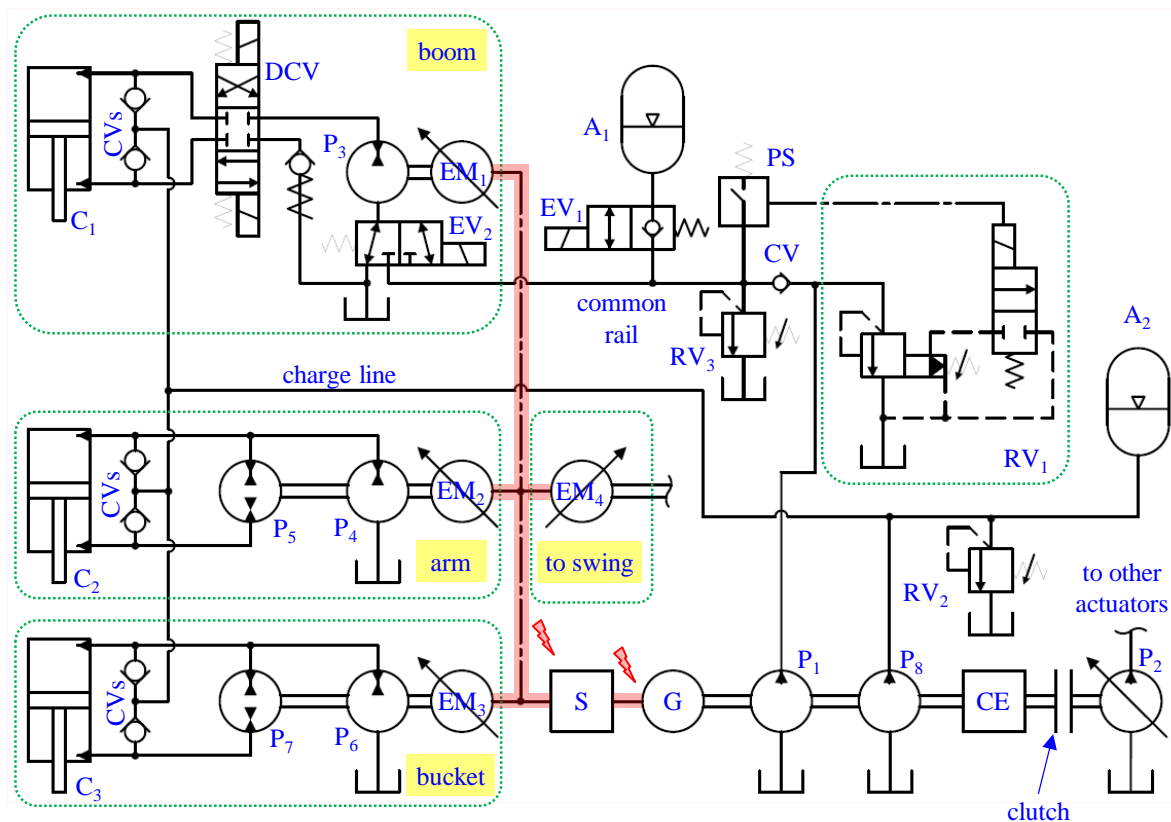 boom
DCV
CVs
P₃
EM₁
A₁
PS
EV₁
EV₂
C₁
CV
common
rail
RV₃
A₂
charge line
RV₁
CVs
EM₂
EM₄
P₅
P₄
C₂
arm
to swing
RV₂
to other
actuators
CVs
P₁
P₈
P₂
EM₃
S
G
CE
P₇
P₆
C₃
bucket
clutch